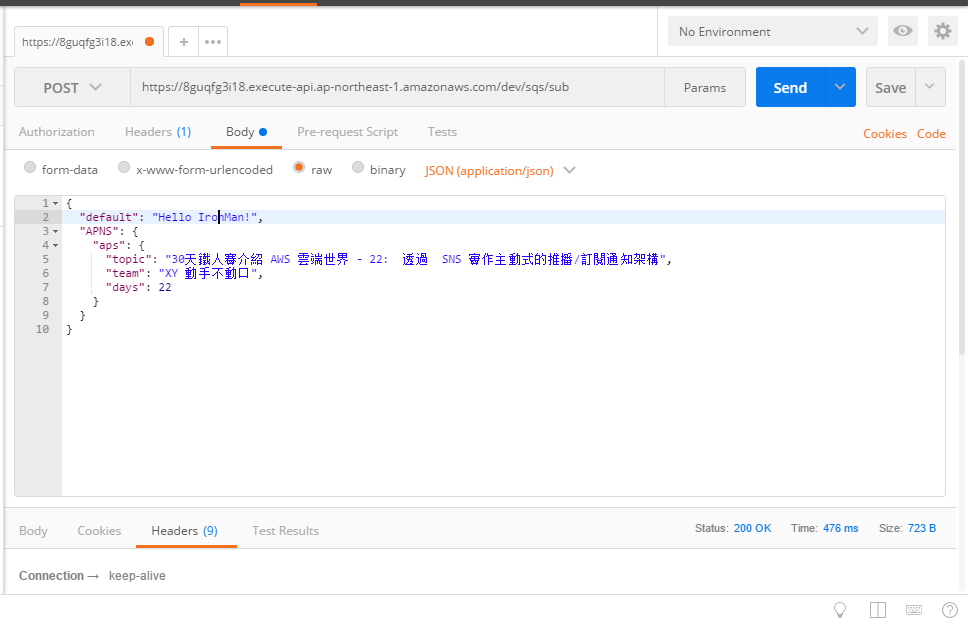 https://8guqfg3i18.exe
+ •••
No Environment
POST https://8guqfg3i18.execute-api.ap-northeast-1.amazonaws.com/dev/sqs/sub Params Send Save
Authorization Headers (1) Body Pre-request Script Tests Cookies Code
form-data x-www-form-urlencoded raw binary JSON (application/json)
1 {
2 "default": "Hello IronMan!",
3 "APNS": {
4 "aps": {
5 "topic": "30天鐵人賽介紹 AWS 雲端世界 - 22: 透過 SNS 實作主動式的推播/訂閱通知架構",
6 "team": "XY 動手不動口",
7 "days": 22
8 }
9 }
10 }
Body Cookies Headers (9) Test Results Status: 200 OK Time: 476 ms Size: 723 B
Connection → keep-alive